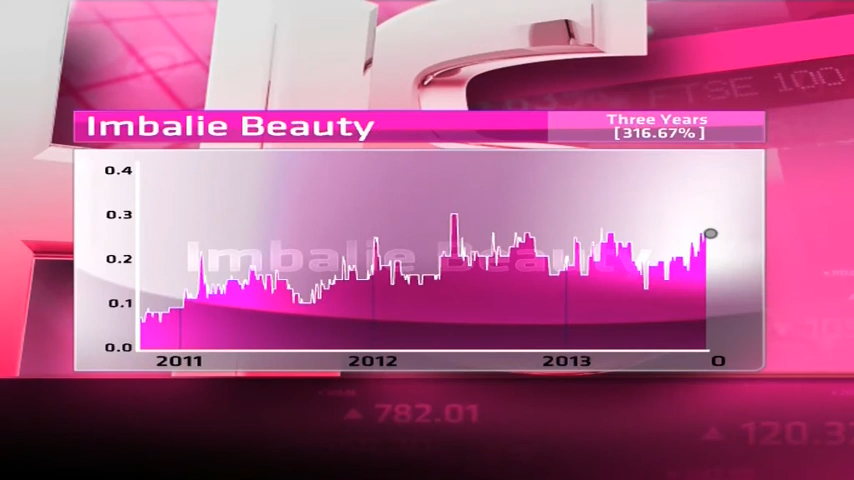 FTSE 100
Imbalie Beauty
Three Years
[316.67%]
0.4
0.3
Imbalie Beauty
0.2
0.1
0.0
2011 2012 2013 O
782.01
120.3